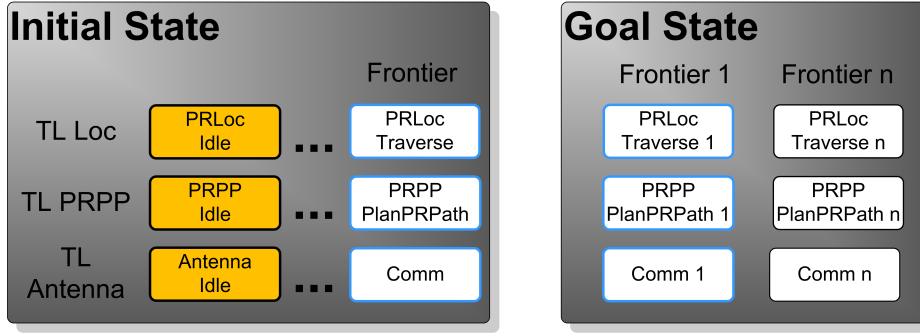 Initial State
Frontier
TL Loc
PRLoc
Idle
...
PRLoc
Traverse
TL PRPP
PRPP
Idle
...
PRPP
PlanPRPath
TL
Antenna
Antenna
Idle
...
Comm
Goal State
Frontier 1
Frontier n
PRLoc
Traverse 1
PRLoc
Traverse n
PRPP
PlanPRPath 1
PRPP
PlanPRPath n
Comm 1
Comm n